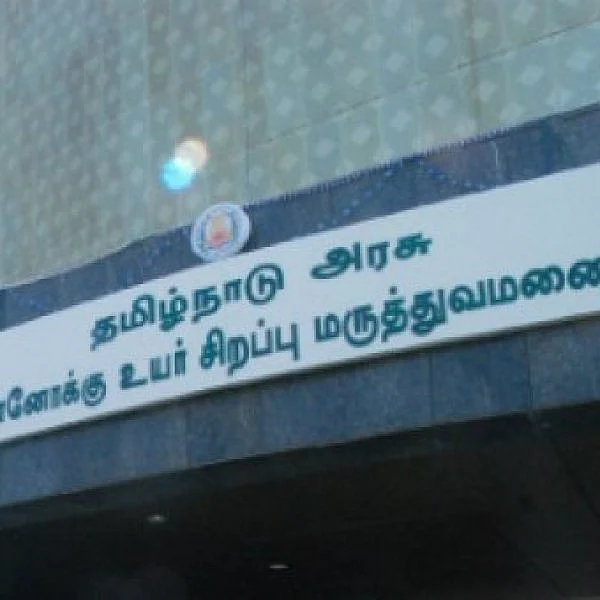 தமிழ்நாடு அரசு
உயர் சிறப்பு மருத்துவமனை